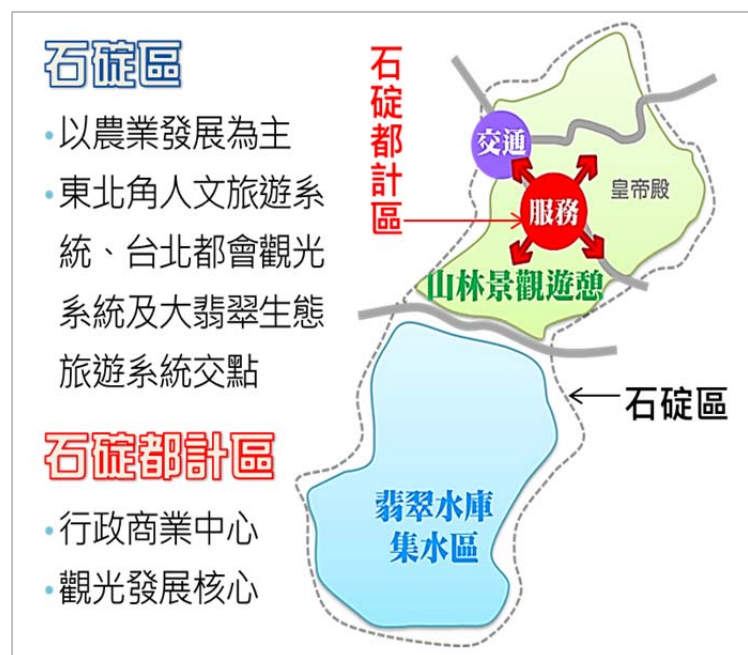 石碇區
•以農業發展為主
•東北角人文旅遊系
統、台北都會觀光
系統及大翡翠生態
旅遊系統交點
石碇都計區
•行政商業中心
•觀光發展核心
石碇都計區
交通
皇帝殿
服務
山林景觀遊憩
石碇區
翡翠水庫
集水區